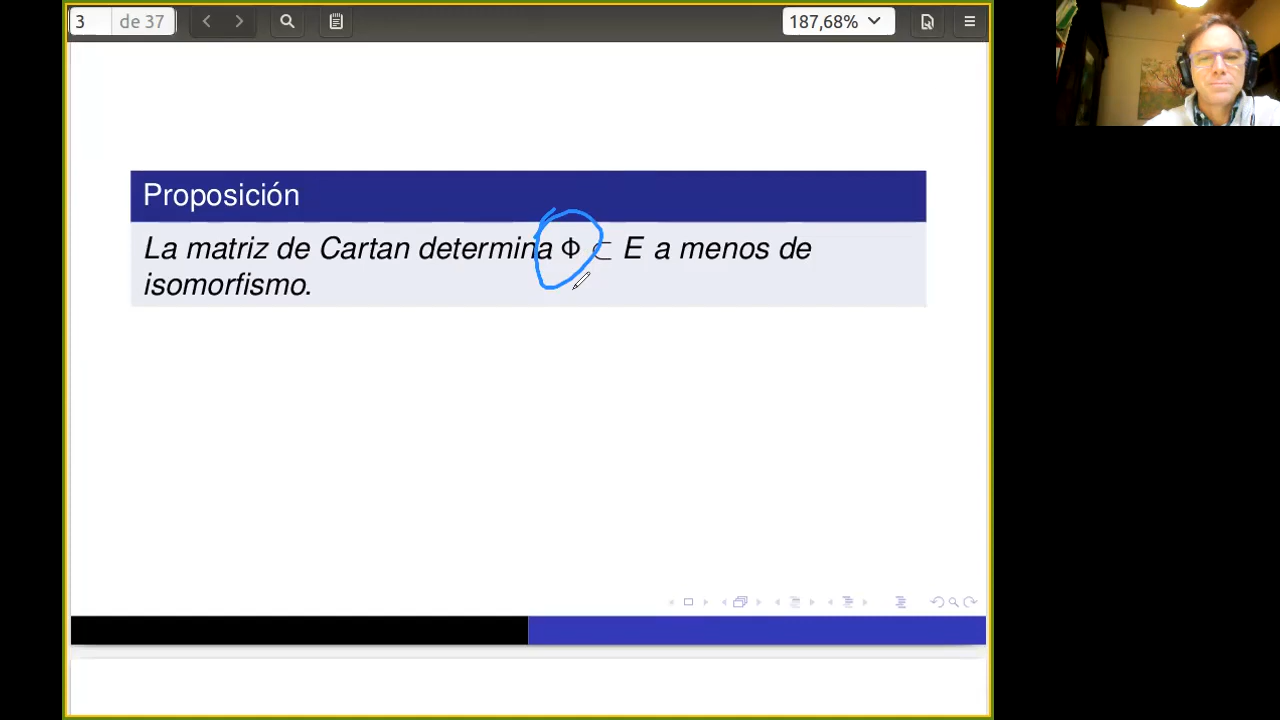 3 de 37 187,68%
Proposición
La matriz de Cartan determina Φ ⊂ E a menos de
isomorfismo.